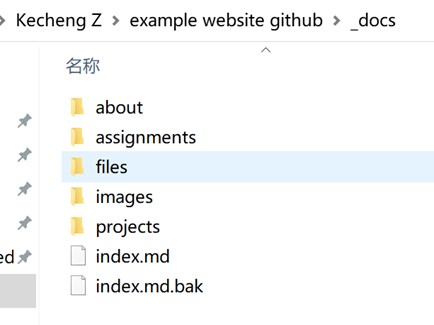 Kecheng Z > example website github > _docs
名称
about
assignments
files
images
projects
index.md
ed
index.md.bak